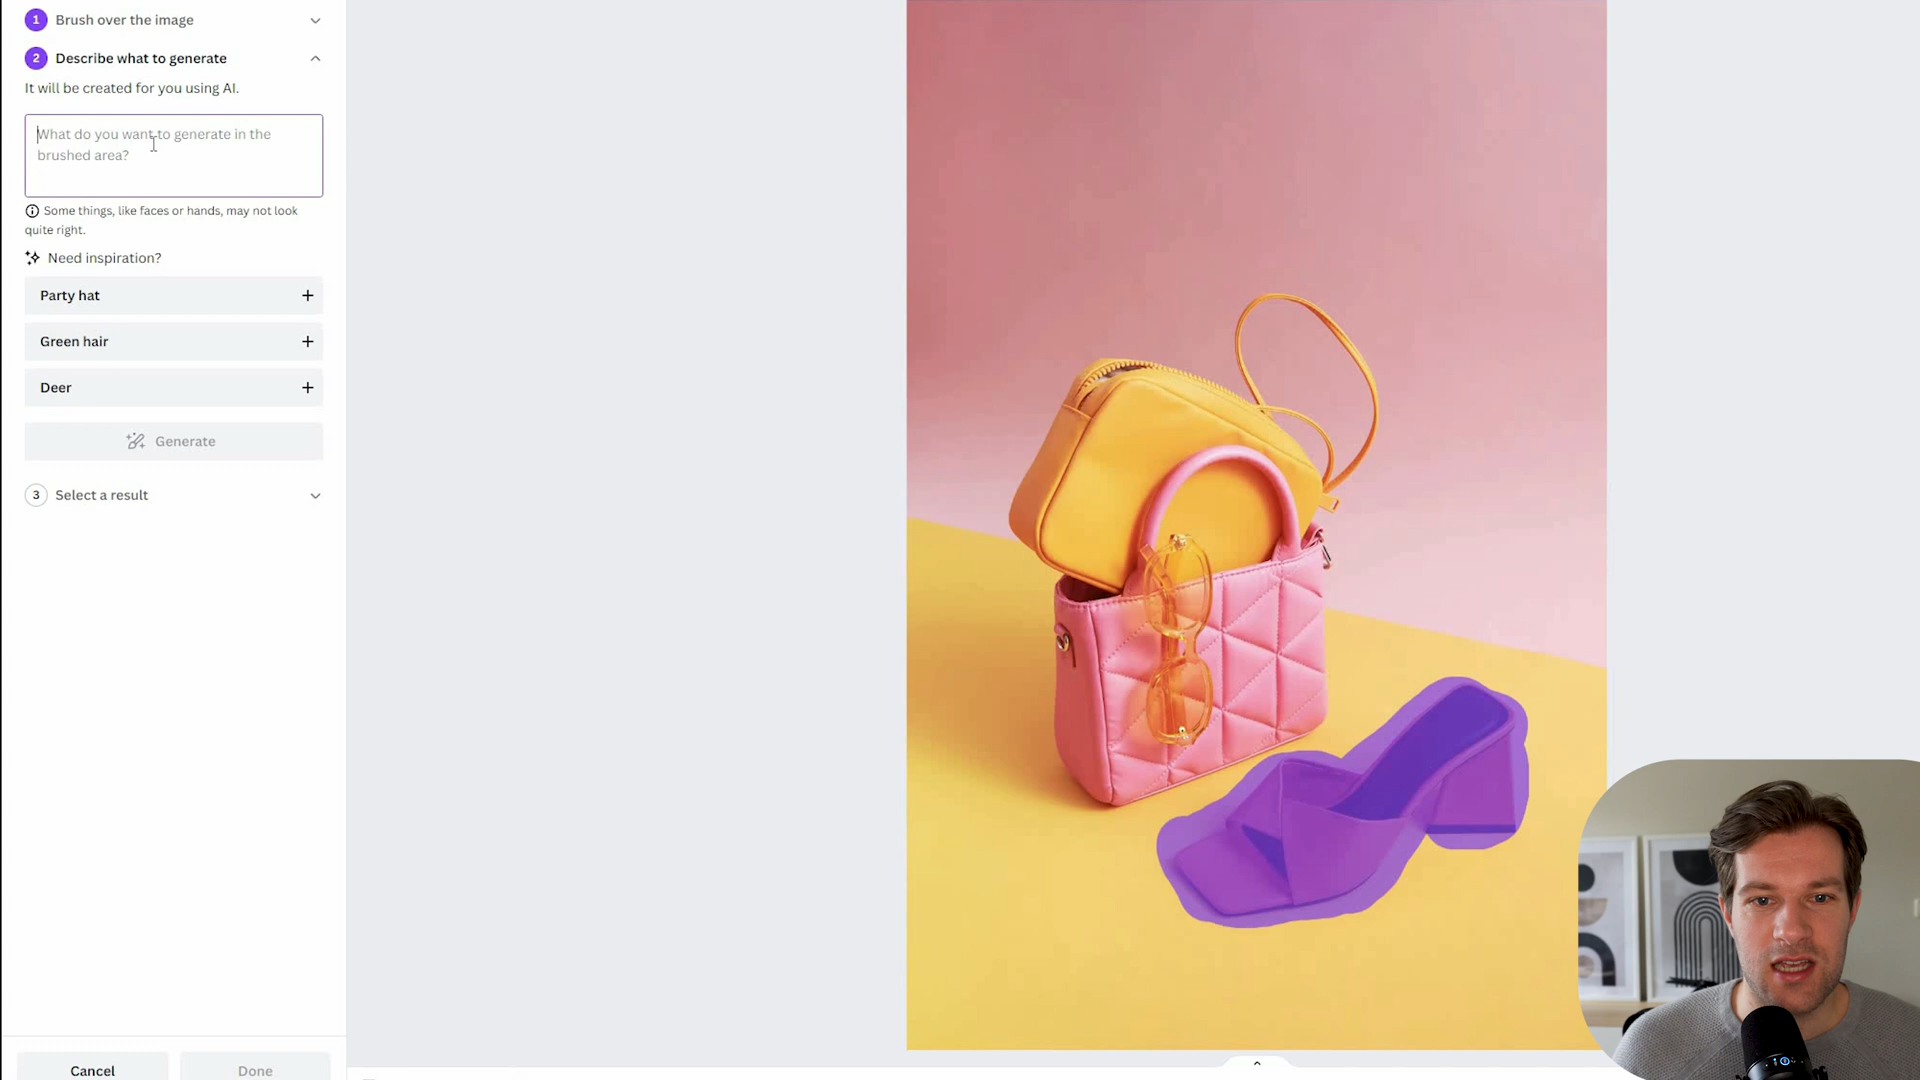 1 Brush over the image
2 Describe what to generate
It will be created for you using AI.
What do you want to generate in the
brushed area?
Some things, like faces or hands, may not look
quite right.
Need inspiration?
Party hat
Green hair
Deer
Generate
3 Select a result
Cancel
Done